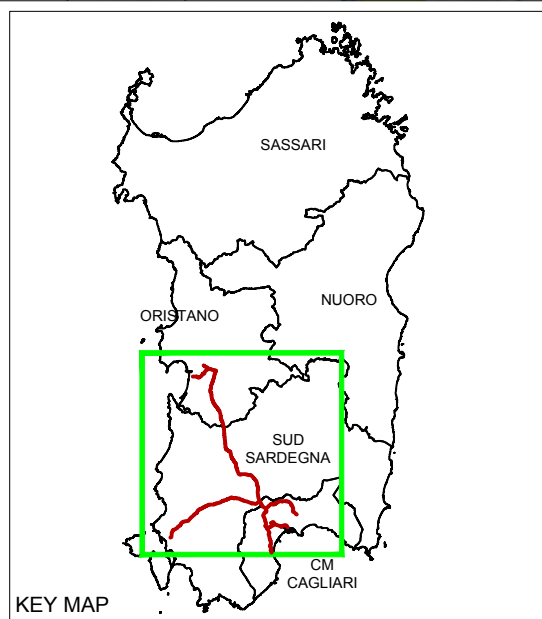 SASSARI
NUORO
ORISTANO
SUD
SARDEGNA
CM
CAGLIARI
KEY MAP